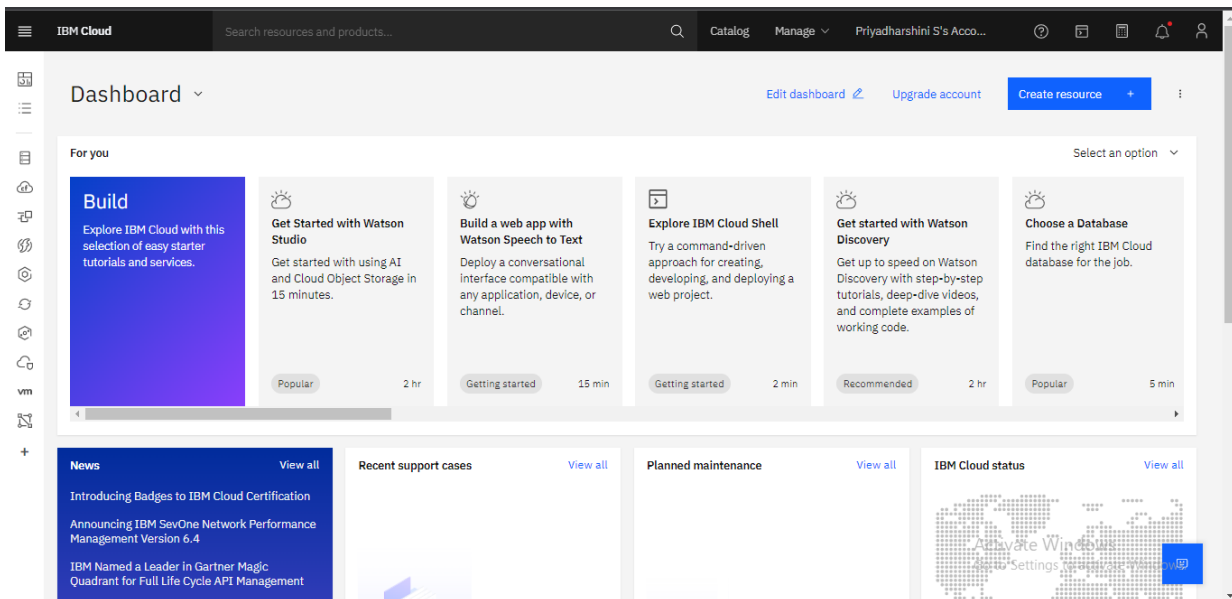 IBM Cloud
Search resources and products...
Catalog
Manage
Priyadharshini S's Acco...
Dashboard
Edit dashboard
Upgrade account
Create resource +
For you
Select an option
Build
Explore IBM Cloud with this
selection of easy starter
tutorials and services.
Get Started with Watson
Studio
Get started with using AI
and Cloud Object Storage in
15 minutes.
Popular
2 hr
Build a web app with
Watson Speech to Text
Deploy a conversational
interface compatible with
any application, device, or
channel.
Getting started
15 min
Explore IBM Cloud Shell
Try a command-driven
approach for creating,
developing, and deploying a
web project.
Getting started
2 min
Get started with Watson
Discovery
Get up to speed on Watson
Discovery with step-by-step
tutorials, deep-dive videos,
and complete examples of
working code.
Recommended
2 hr
Choose a Database
Find the right IBM Cloud
database for the job.
Popular
5 min
vm
+
News
View all
Introducing Badges to IBM Cloud Certification
Announcing IBM SevOne Network Performance
Management Version 6.4
IBM Named a Leader in Gartner Magic
Quadrant for Full Life Cycle API Management
Recent support cases
View all
Planned maintenance
View all
IBM Cloud status
View all
Activate Windows
Go to Settings to activate Windows.